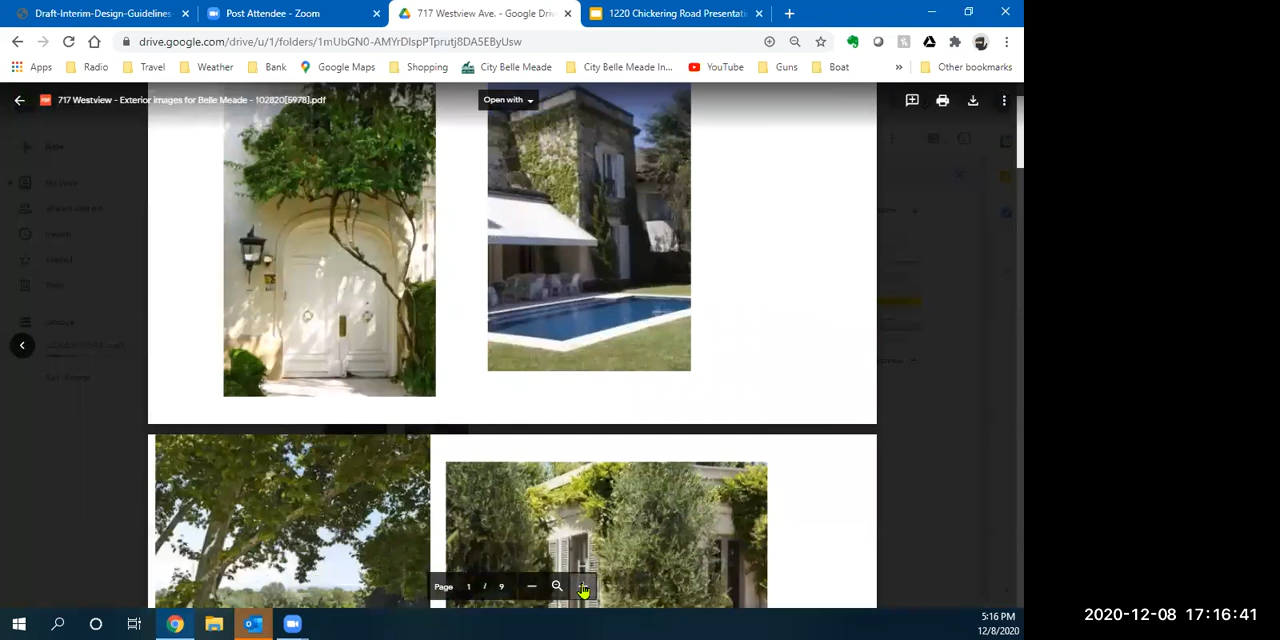 Draft-Interim-Design-Guidelines-
Post Attendee - Zoom
717 Westview Ave. - Google Driv
1220 Chickering Road Presentati
drive.google.com/drive/u/1/folders/1mUbGN0-AMYrDIspPTprutj8DA5EByUsw
Apps Radio Travel Weather Bank Google Maps Shopping City Belle Meade City Belle Meade In... YouTube Guns Boat » Other bookmarks
717 Westview - Exterior images for Belle Meade - 102820[5978].pdf
Open with
Page 1 / 9
5:16 PM
12/8/2020
2020-12-08 17:16:41